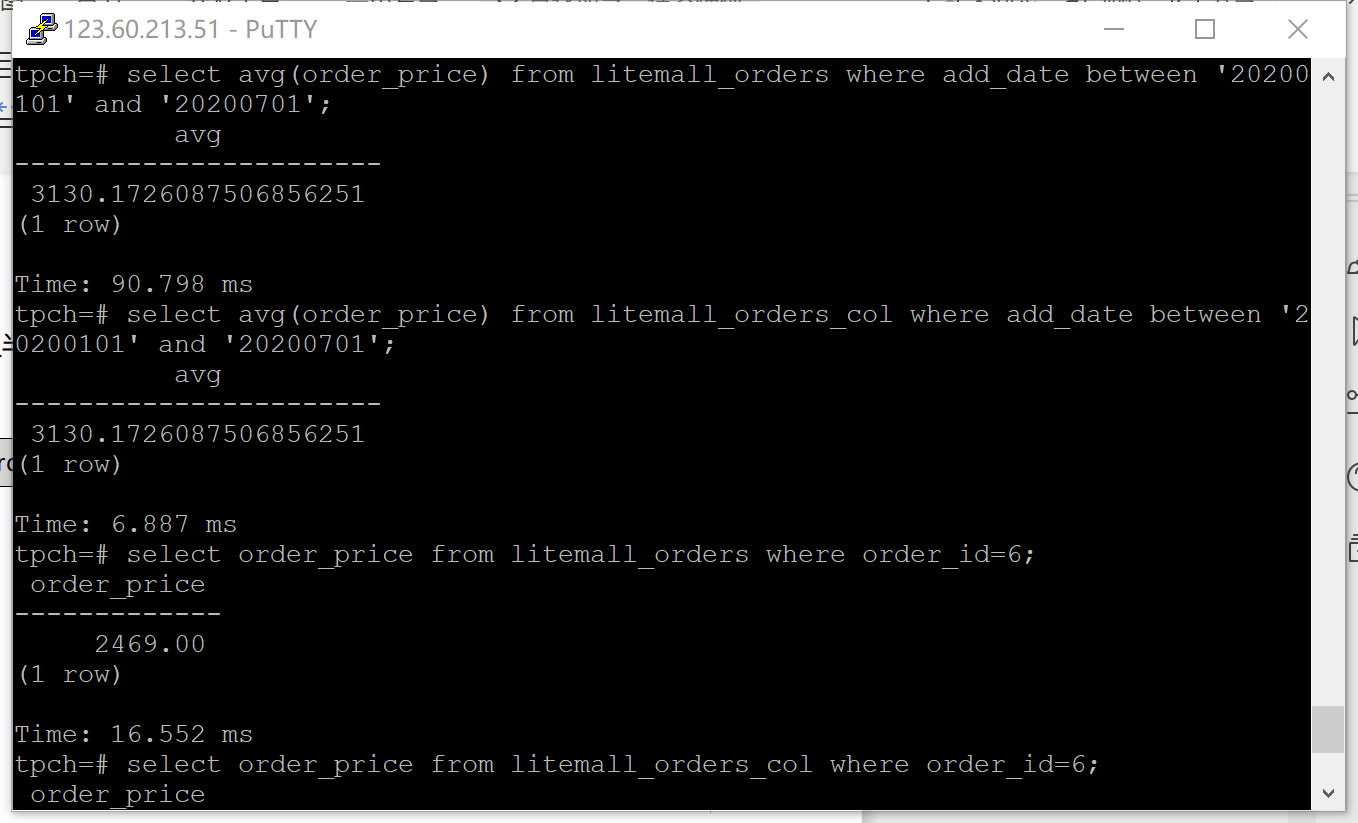 123.60.213.51 - PuTTY
tpch=# select avg(order_price) from litemall_orders where add_date between '20200
101' and '20200701';
avg
-----------------------
3130.1726087506856251
(1 row)
Time: 90.798 ms
tpch=# select avg(order_price) from litemall_orders_col where add_date between '2
0200101' and '20200701';
avg
-----------------------
3130.1726087506856251
(1 row)
Time: 6.887 ms
tpch=# select order_price from litemall_orders where order_id=6;
order_price
-------------
2469.00
(1 row)
Time: 16.552 ms
tpch=# select order_price from litemall_orders_col where order_id=6;
order_price